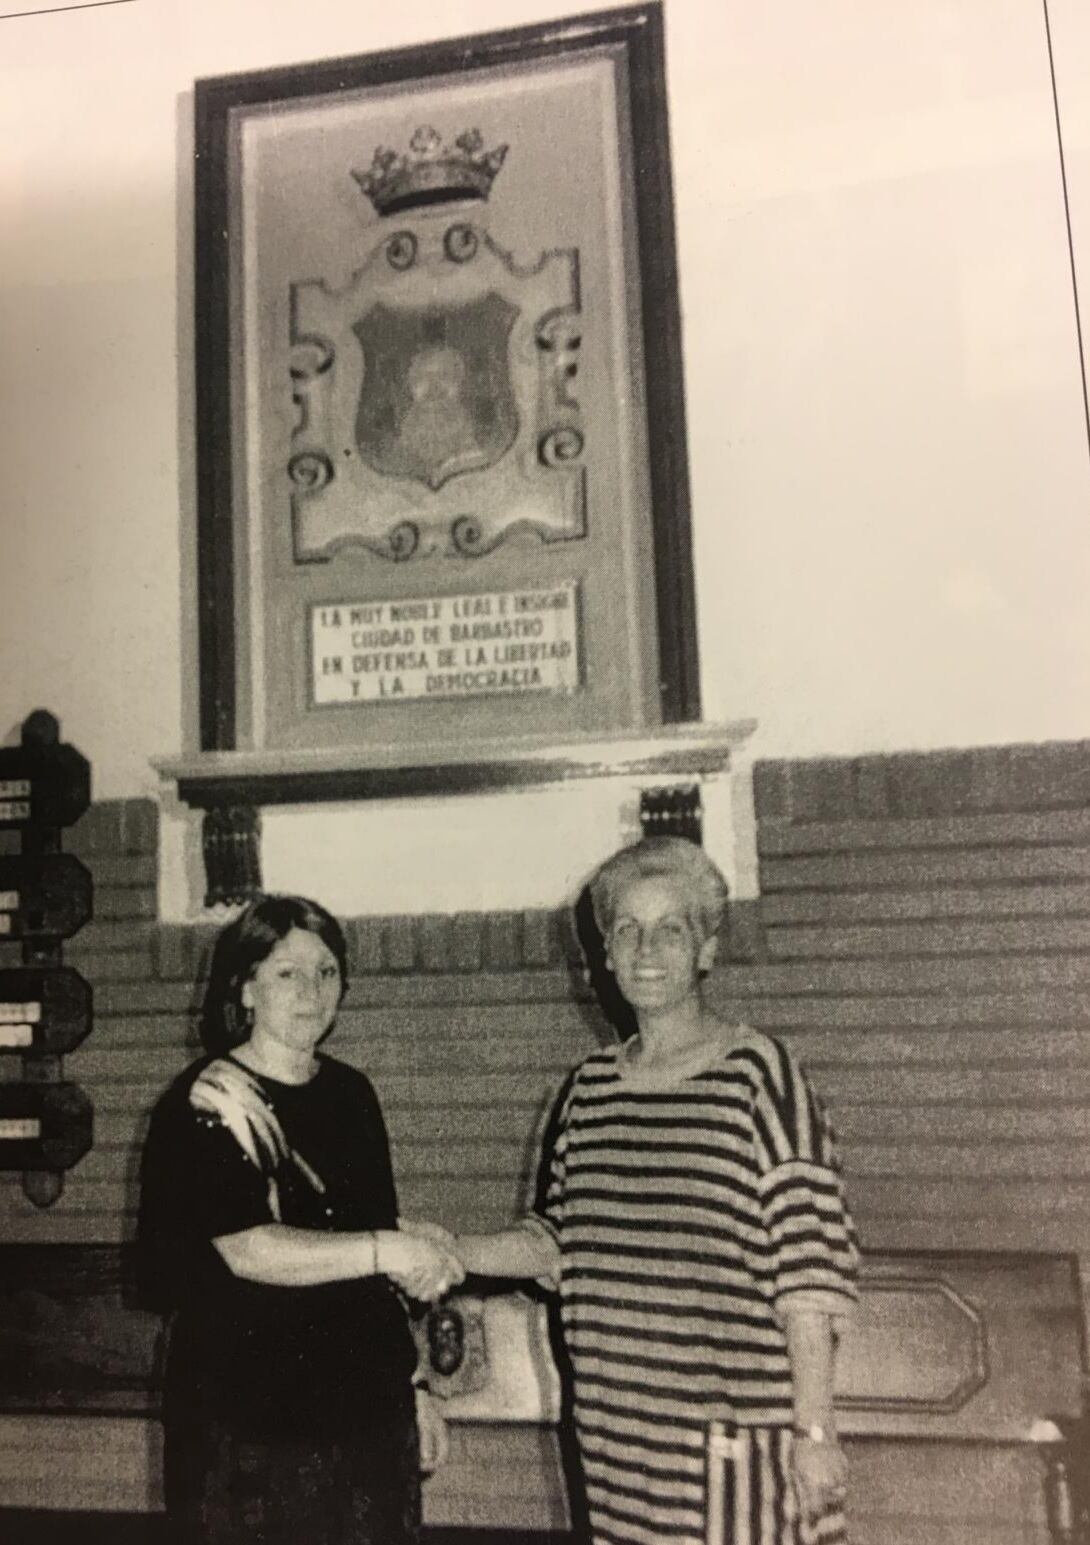 LA MUY NOBLE LEAL E INSIGNE
CIUDAD DE BARBASTRO
EN DEFENSA DE LA LIBERTAD
Y LA DEMOCRACIA